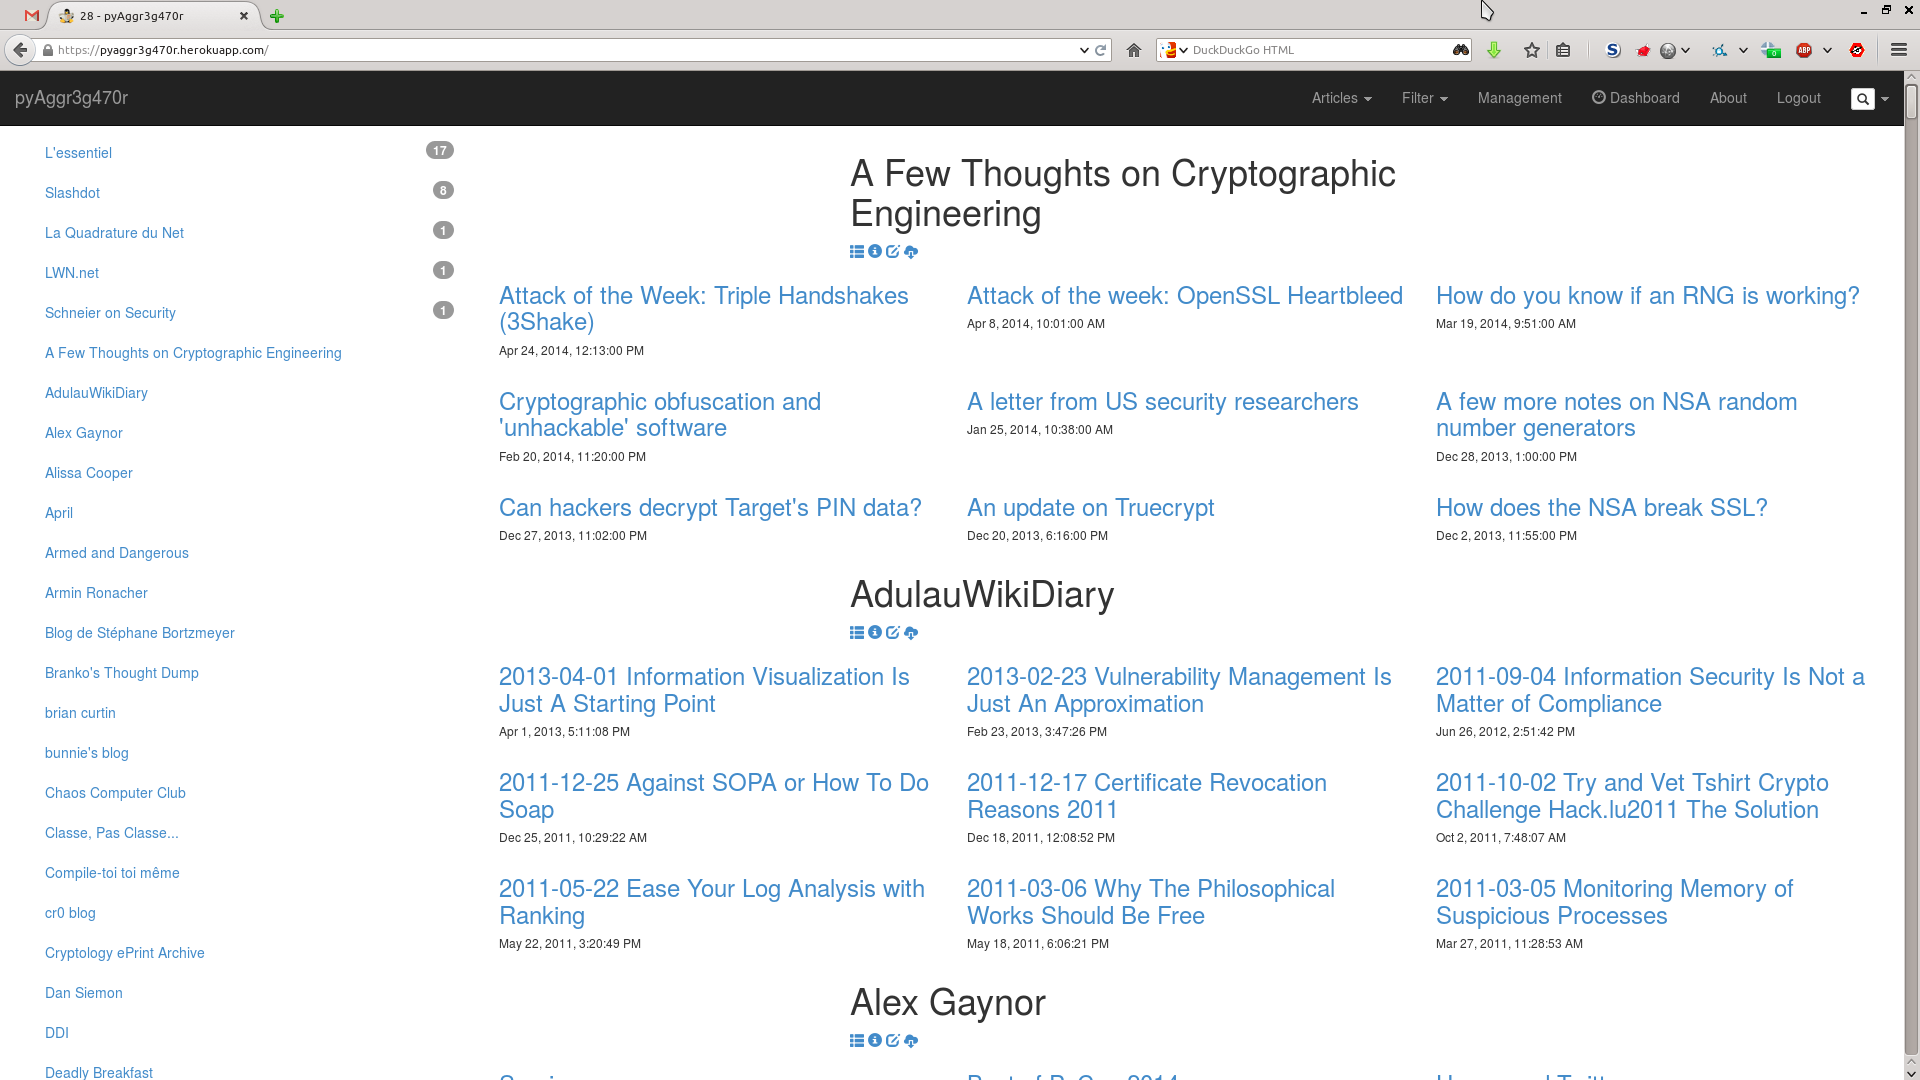 28 - pyAggr3g470r
https://pyaggr3g470r.herokuapp.com/
DuckDuckGo HTML
S
0
ABP
pyAggr3g470r
Articles
Filter
Management
Dashboard
About
Logout
L'essentiel 17
Slashdot 8
La Quadrature du Net 1
LWN.net 1
Schneier on Security 1
A Few Thoughts on Cryptographic Engineering
AdulauWikiDiary
Alex Gaynor
Alissa Cooper
April
Armed and Dangerous
Armin Ronacher
Blog de Stéphane Bortzmeyer
Branko's Thought Dump
brian curtin
bunnie's blog
Chaos Computer Club
Classe, Pas Classe...
Compile-toi toi même
cr0 blog
Cryptology ePrint Archive
Dan Siemon
DDI
Deadly Breakfast
A Few Thoughts on Cryptographic
Engineering
Attack of the Week: Triple Handshakes
(3Shake)
Apr 24, 2014, 12:13:00 PM
Attack of the week: OpenSSL Heartbleed
Apr 8, 2014, 10:01:00 AM
How do you know if an RNG is working?
Mar 19, 2014, 9:51:00 AM
Cryptographic obfuscation and
'unhackable' software
Feb 20, 2014, 11:20:00 PM
A letter from US security researchers
Jan 25, 2014, 10:38:00 AM
A few more notes on NSA random
number generators
Dec 28, 2013, 1:00:00 PM
Can hackers decrypt Target's PIN data?
Dec 27, 2013, 11:02:00 PM
An update on Truecrypt
Dec 20, 2013, 6:16:00 PM
How does the NSA break SSL?
Dec 2, 2013, 11:55:00 PM
AdulauWikiDiary
2013-04-01 Information Visualization Is
Just A Starting Point
Apr 1, 2013, 5:11:08 PM
2013-02-23 Vulnerability Management Is
Just An Approximation
Feb 23, 2013, 3:47:26 PM
2011-09-04 Information Security Is Not a
Matter of Compliance
Jun 26, 2012, 2:51:42 PM
2011-12-25 Against SOPA or How To Do
Soap
Dec 25, 2011, 10:29:22 AM
2011-12-17 Certificate Revocation
Reasons 2011
Dec 18, 2011, 12:08:52 PM
2011-10-02 Try and Vet Tshirt Crypto
Challenge Hack.lu2011 The Solution
Oct 2, 2011, 7:48:07 AM
2011-05-22 Ease Your Log Analysis with
Ranking
May 22, 2011, 3:20:49 PM
2011-03-06 Why The Philosophical
Works Should Be Free
May 18, 2011, 6:06:21 PM
2011-03-05 Monitoring Memory of
Suspicious Processes
Mar 27, 2011, 11:28:53 AM
Alex Gaynor